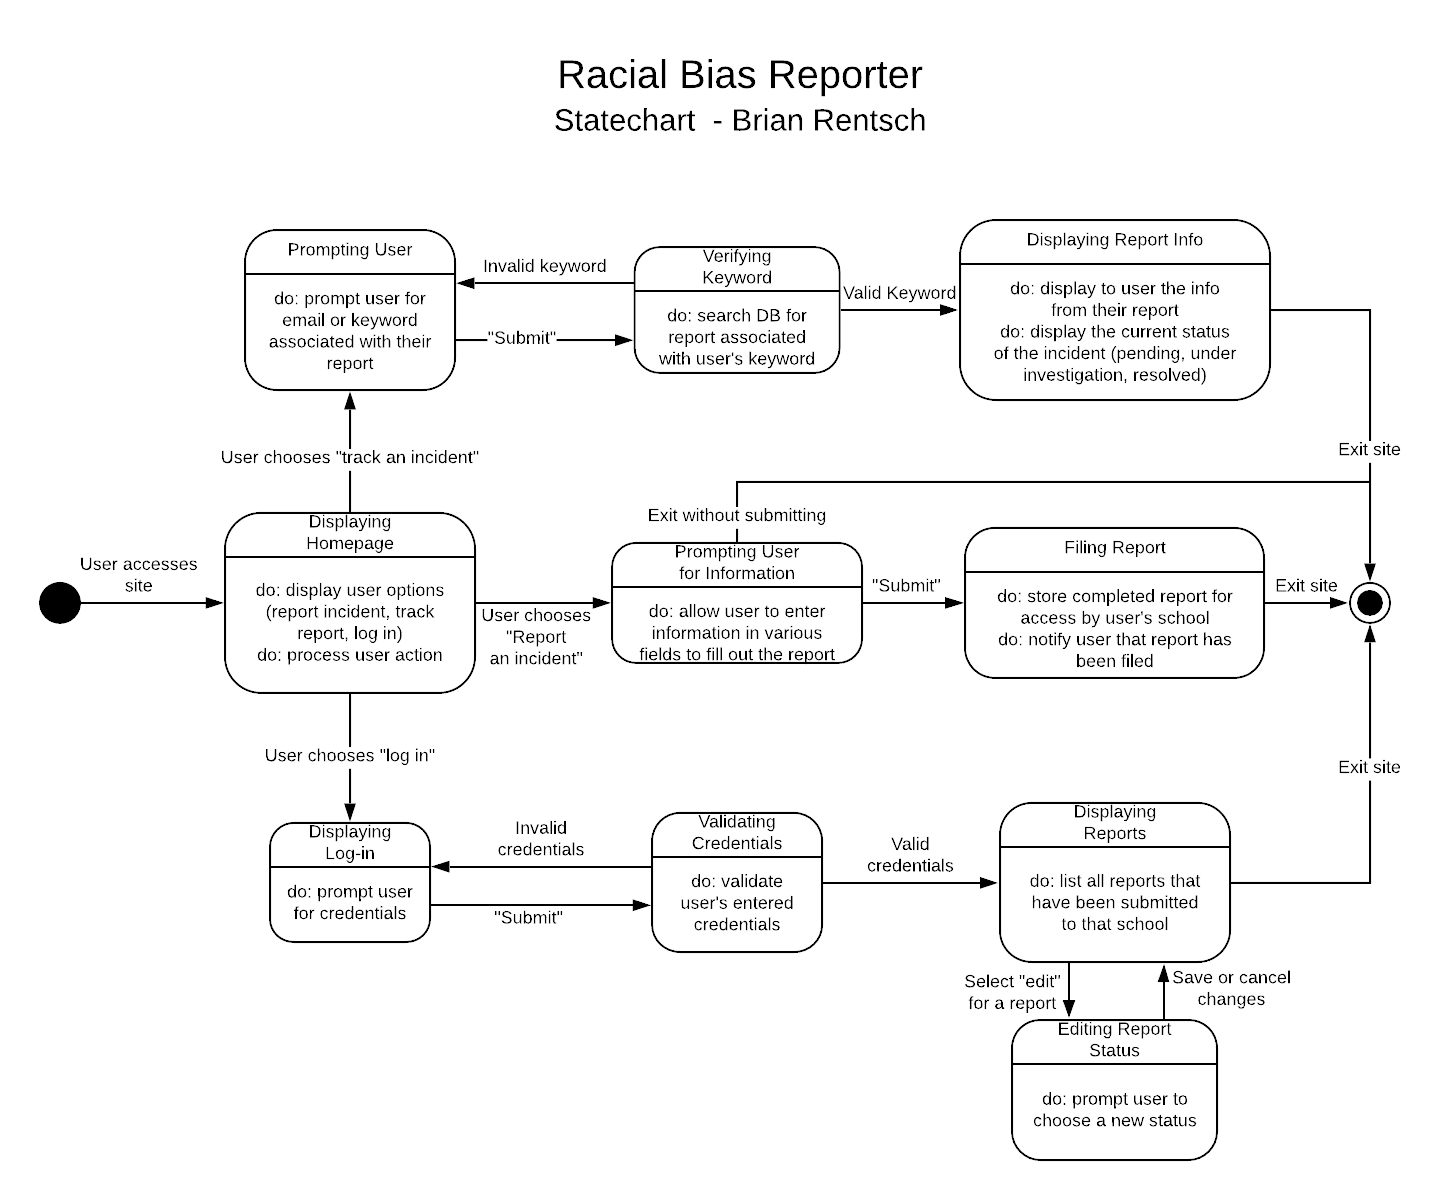 Racial Bias Reporter
Statechart  - Brian Rentsch
Prompting User
do: prompt user for
email or keyword
associated with their
report
Invalid keyword
"Submit"
Verifying
Keyword
do: search DB for
report associated
with user's keyword
Valid Keyword
Displaying Report Info
do: display to user the info
from their report
do: display the current status
of the incident (pending, under
investigation, resolved)
Exit site
User chooses "track an incident"
User accesses
site
Displaying
Homepage
do: display user options
(report incident, track
report, log in)
do: process user action
User chooses
"Report
an incident"
Exit without submitting
Prompting User
for Information
do: allow user to enter
information in various
fields to fill out the report
"Submit"
Filing Report
do: store completed report for
access by user's school
do: notify user that report has
been filed
Exit site
User chooses "log in"
Displaying
Log-in
do: prompt user
for credentials
Invalid
credentials
"Submit"
Validating
Credentials
do: validate
user's entered
credentials
Valid
credentials
Displaying
Reports
do: list all reports that
have been submitted
to that school
Exit site
Select "edit"
for a report
Save or cancel
changes
Editing Report
Status
do: prompt user to
choose a new status